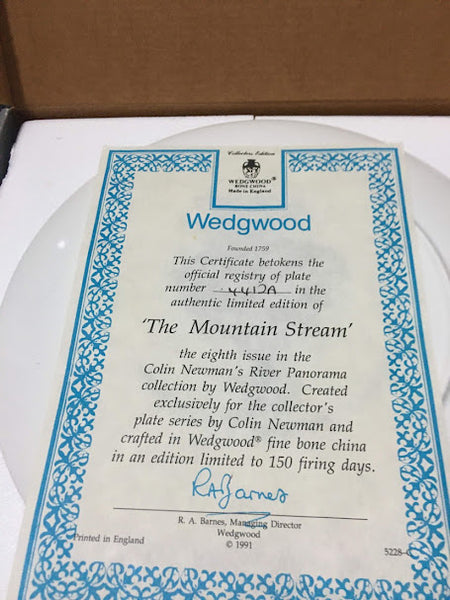 Collectors Edition
WEDGWOOD
BONE CHINA
Made in England
Wedgwood
Founded 1759
This Certificate betokens the
official registry of plate
number 4412A in the
authentic limited edition of
'The Mountain Stream'
the eighth issue in the
Colin Newman's River Panorama
collection by Wedgwood. Created
exclusively for the collector's
plate series by Colin Newman and
crafted in Wedgwood® fine bone china
in an edition limited to 150 firing days.
RA Barnes
R. A. Barnes, Managing Director
Wedgwood
© 1991
Printed in England